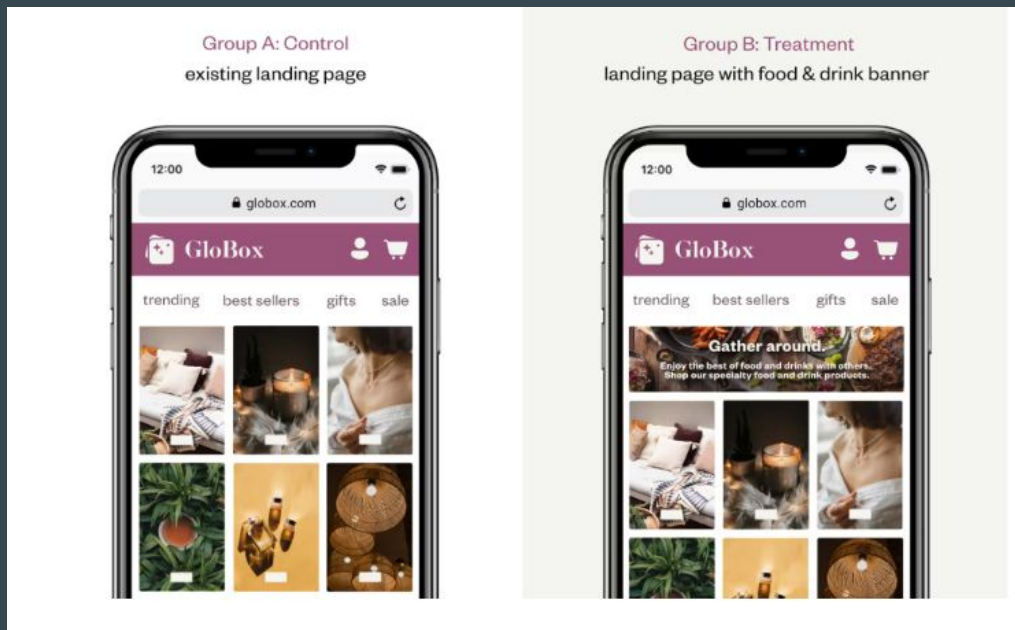 Group A: Control
existing landing page
12:00
globox.com
GloBox
trending best sellers gifts sale
Group B: Treatment
landing page with food & drink banner
12:00
globox.com
GloBox
trending best sellers gifts sale
Gather around.
Enjoy the best of food and drinks with others.
Shop our specialty food and drink products.